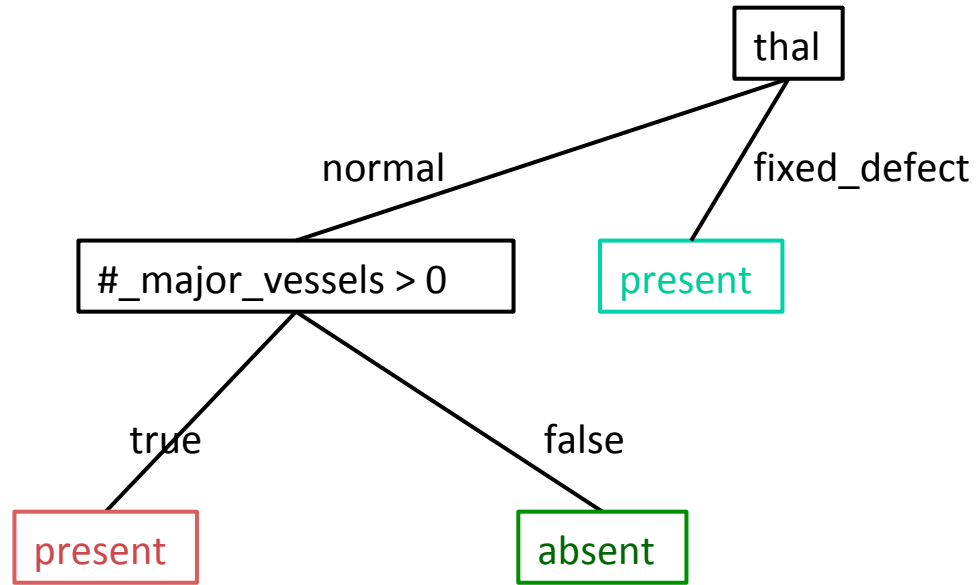 thal
normal
fixed_defect
#_major_vessels > 0
present
true
false
present
absent